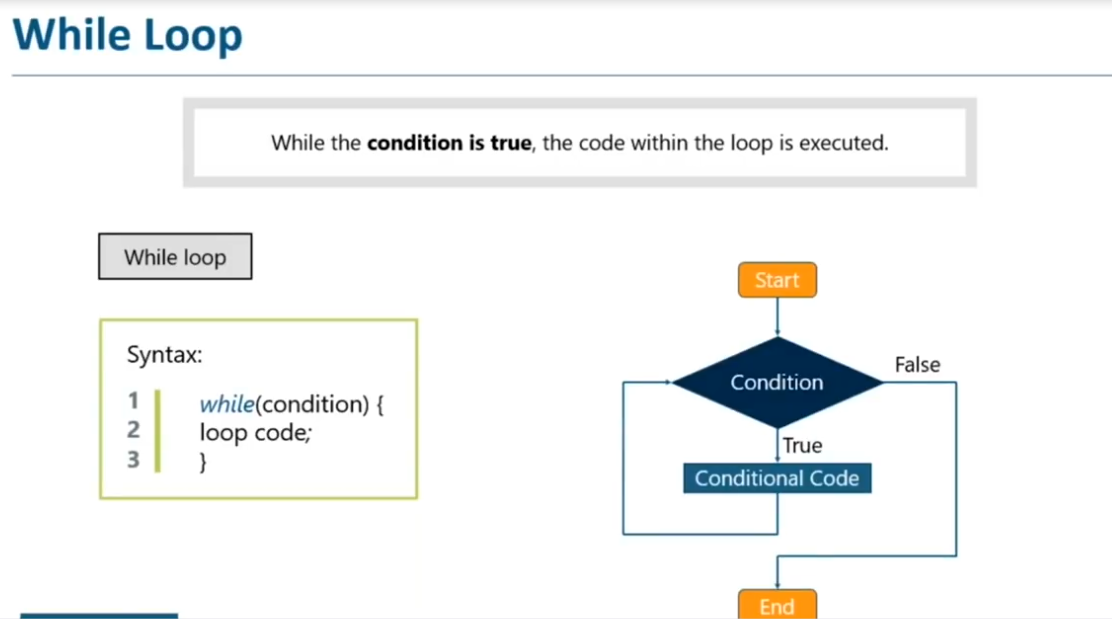 While Loop
While the condition is true, the code within the loop is executed.
While loop
Syntax:
1 while(condition) {
2 loop code;
3 }
Start
Condition
False
True
Conditional Code
End